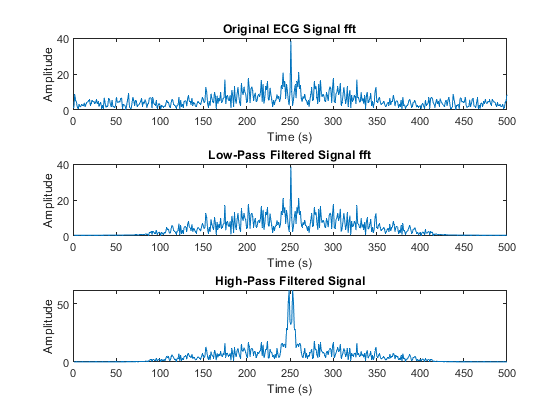 Original ECG Signal fft
40
20
0
Amplitude
0 50 100 150 200 250 300 350 400 450 500
Time (s)
Low-Pass Filtered Signal fft
40
20
0
Amplitude
0 50 100 150 200 250 300 350 400 450 500
Time (s)
High-Pass Filtered Signal
50
0
Amplitude
0 50 100 150 200 250 300 350 400 450 500
Time (s)